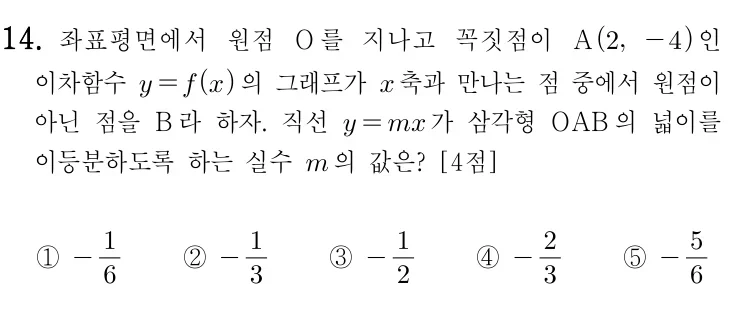 14. 좌표평면에서 원점 O를 지나고 꼭짓점이 A(2, −4)인
이차함수 y=f(x)의 그래프가 x축과 만나는 점 중에서 원점이
아닌 점을 B라 하자. 직선 y=mx가 삼각형 OAB의 넓이를
이등분하도록 하는 실수 m의 값은? [4점]
① −1/6 ② −1/3 ③ −1/2 ④ −2/3 ⑤ −5/6